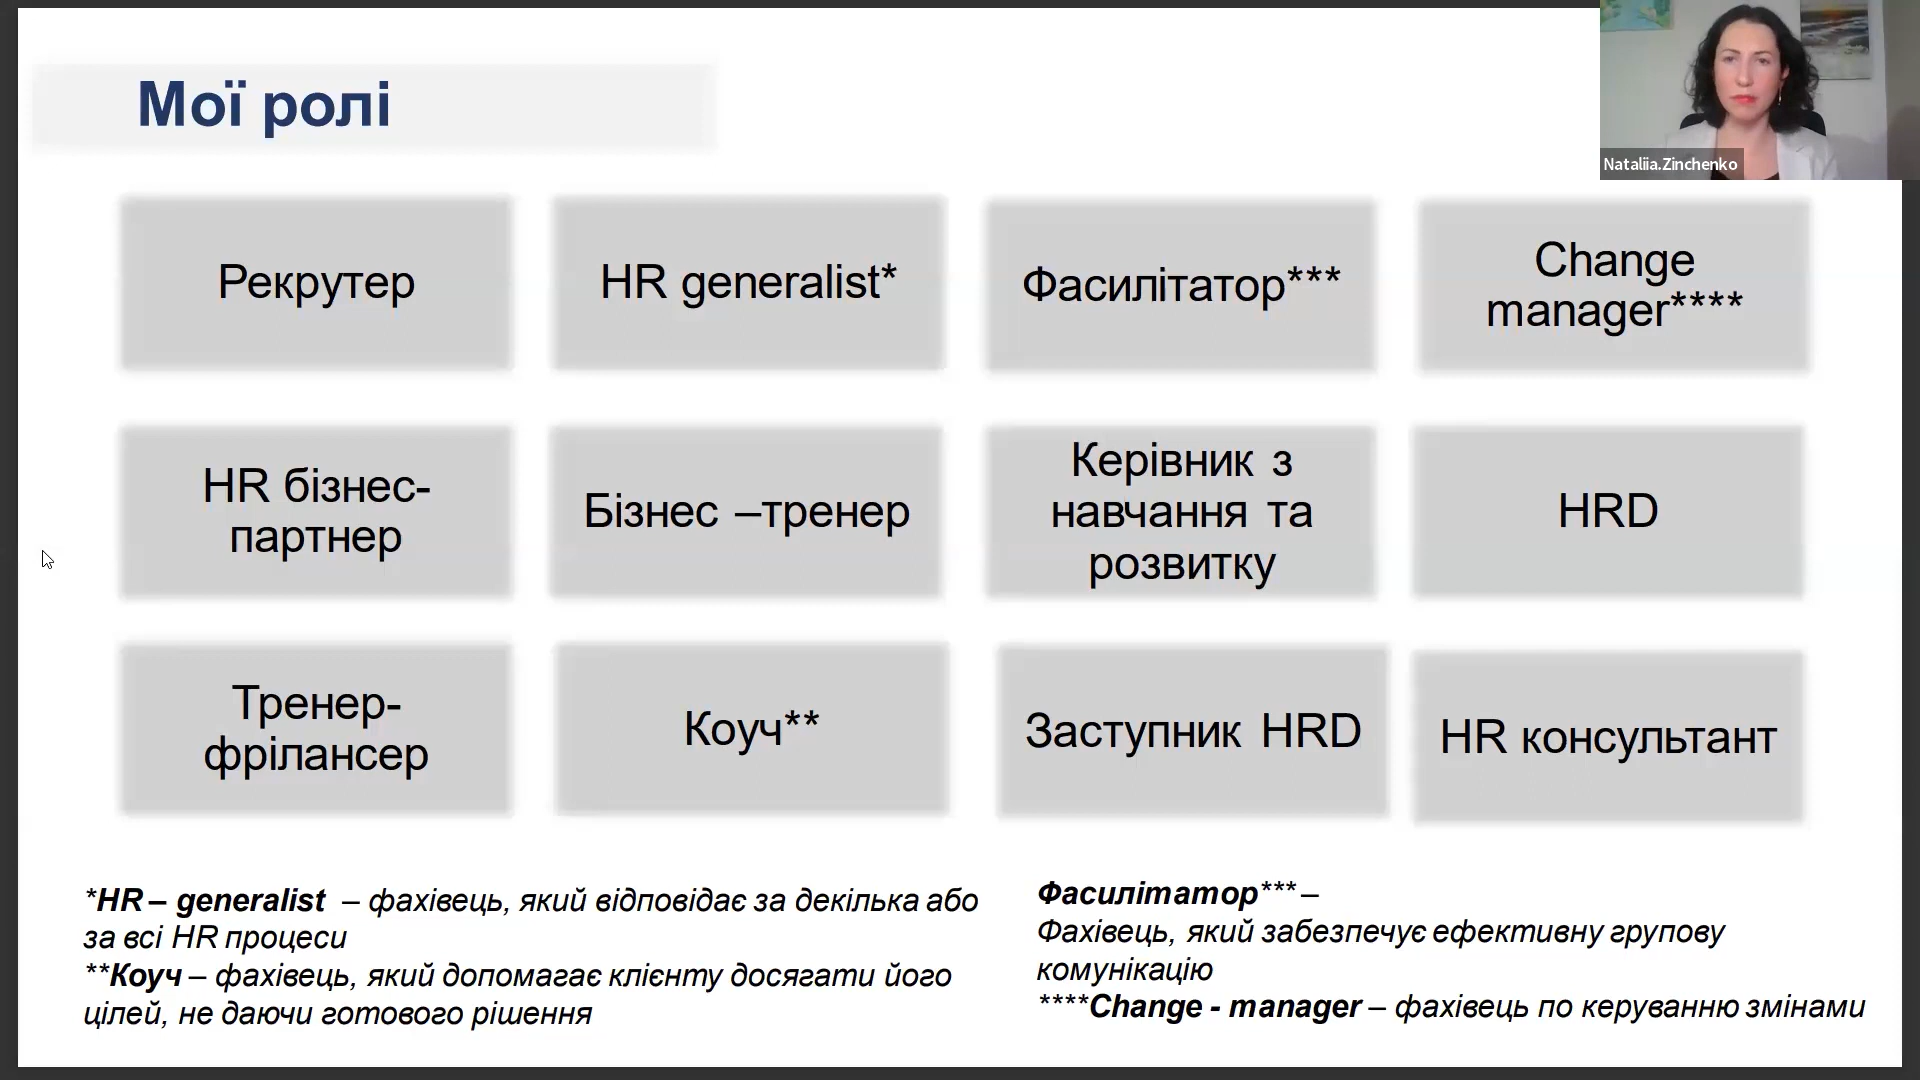 Мої ролі
Nataliia.Zinchenko
Рекрутер
HR generalist*
Фасилітатор***
Change
manager****
HR бізнес-
партнер
Бізнес –тренер
Керівник з
навчання та
розвитку
HRD
Тренер-
фрілансер
Коуч**
Заступник HRD
HR консультант
*HR – generalist – фахівець, який відповідає за декілька або
за всі HR процеси
**Коуч – фахівець, який допомагає клієнту досягати його
цілей, не даючи готового рішення
Фасилітатор*** –
Фахівець, який забезпечує ефективну групову
комунікацію
****Change - manager – фахівець по керуванню змінами